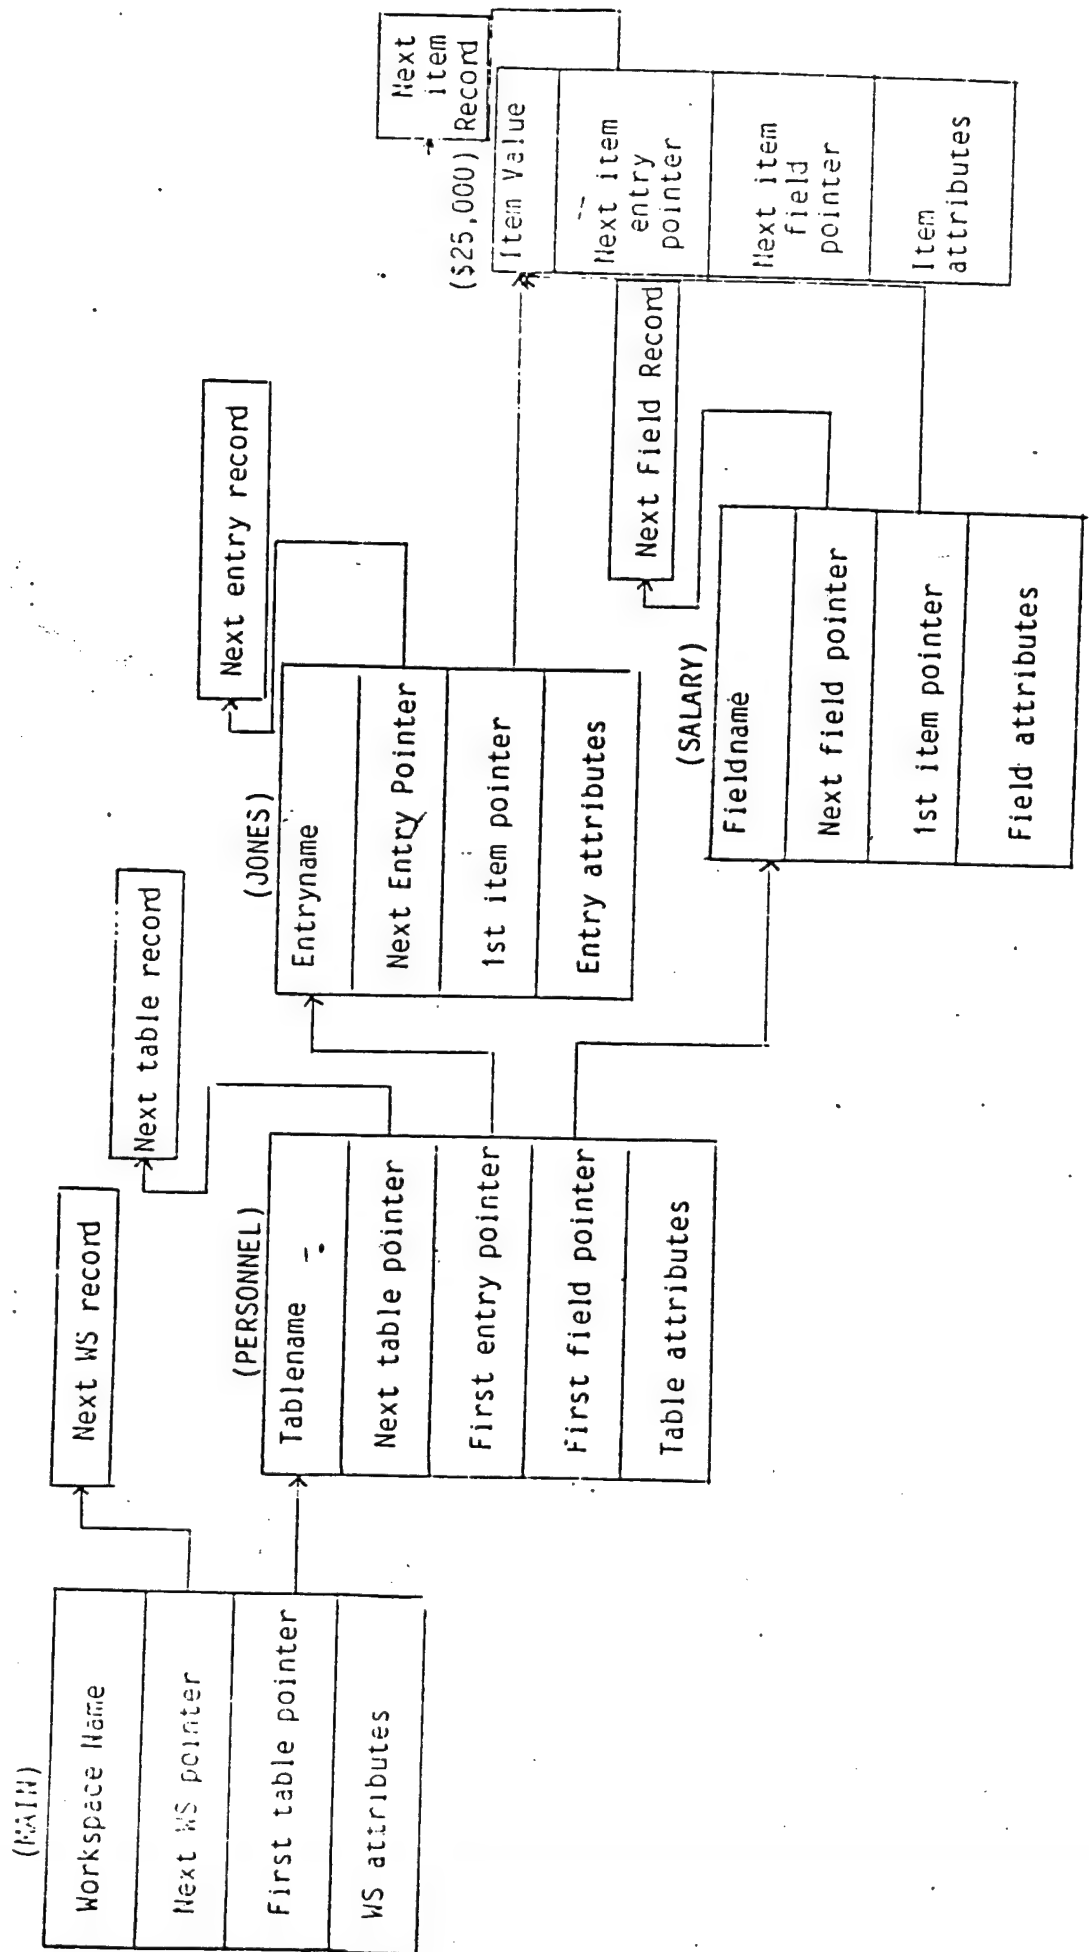 (MAIN)
Workspace Name
Next WS pointer
First table pointer
WS attributes
Next WS record
(PERSONNEL)
Tablename
Next table pointer
First entry pointer
First field pointer
Table attributes
Next table record
(JONES)
Entryname
Next Entry Pointer
1st item pointer
Entry attributes
Next entry record
(SALARY)
Fieldname
Next field pointer
1st item pointer
Field attributes
Next Field Record
($25,000)
Item Value
Next item
entry
pointer
Next item
field
pointer
Item
attributes
Next
item
Record